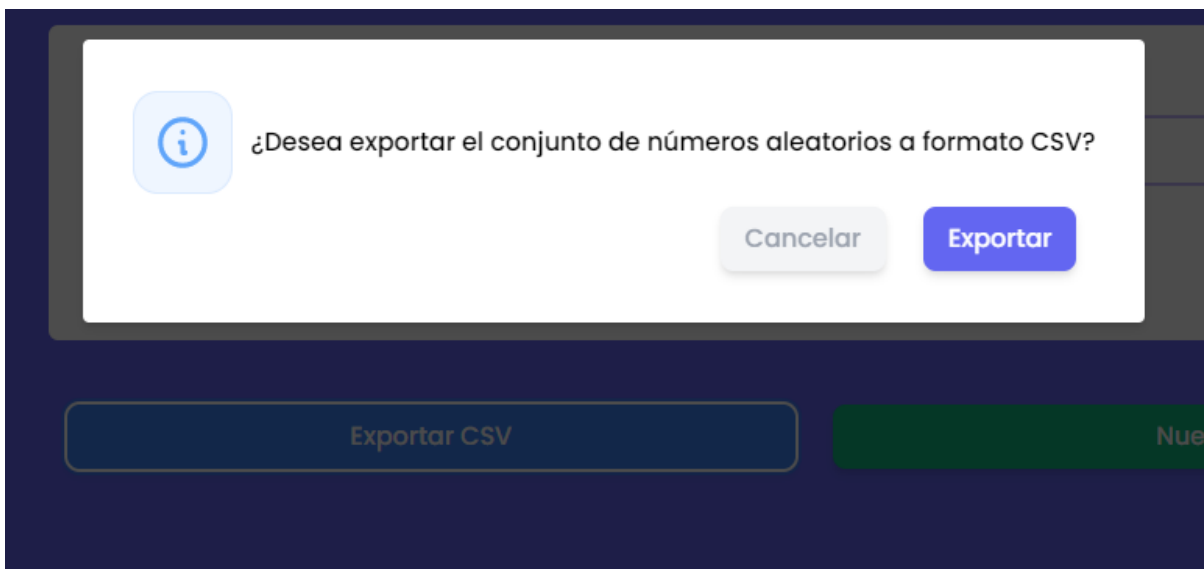 ¿Desea exportar el conjunto de números aleatorios a formato CSV?
Cancelar
Exportar
Exportar CSV
Nue